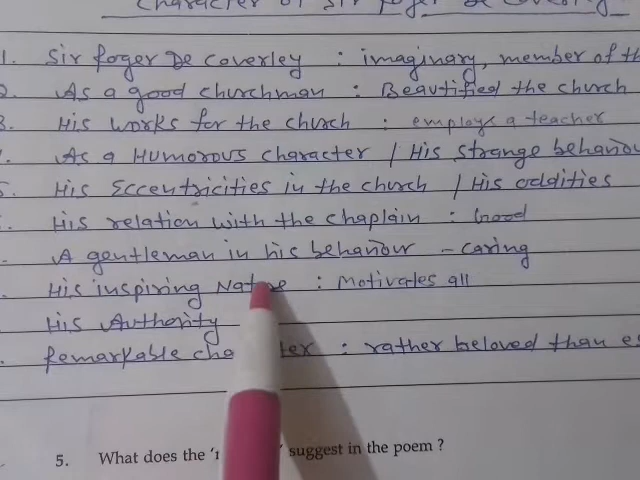 Character of Sir Roger De Coverley
1. Sir Roger De Coverley : imaginary, member of th
2. As a good churchman : Beautified the church
3. His works for the church : employs a teacher
4. As a Humorous character / His strange behaviou
5. His Eccentricities in the church / His oddities
His relation with the chaplain : Good
A gentleman in his behaviour - caring
His inspiring Nature : Motivates all
His Authority
Remarkable cha ter : rather beloved than es
5. What does the ' suggest in the poem ?